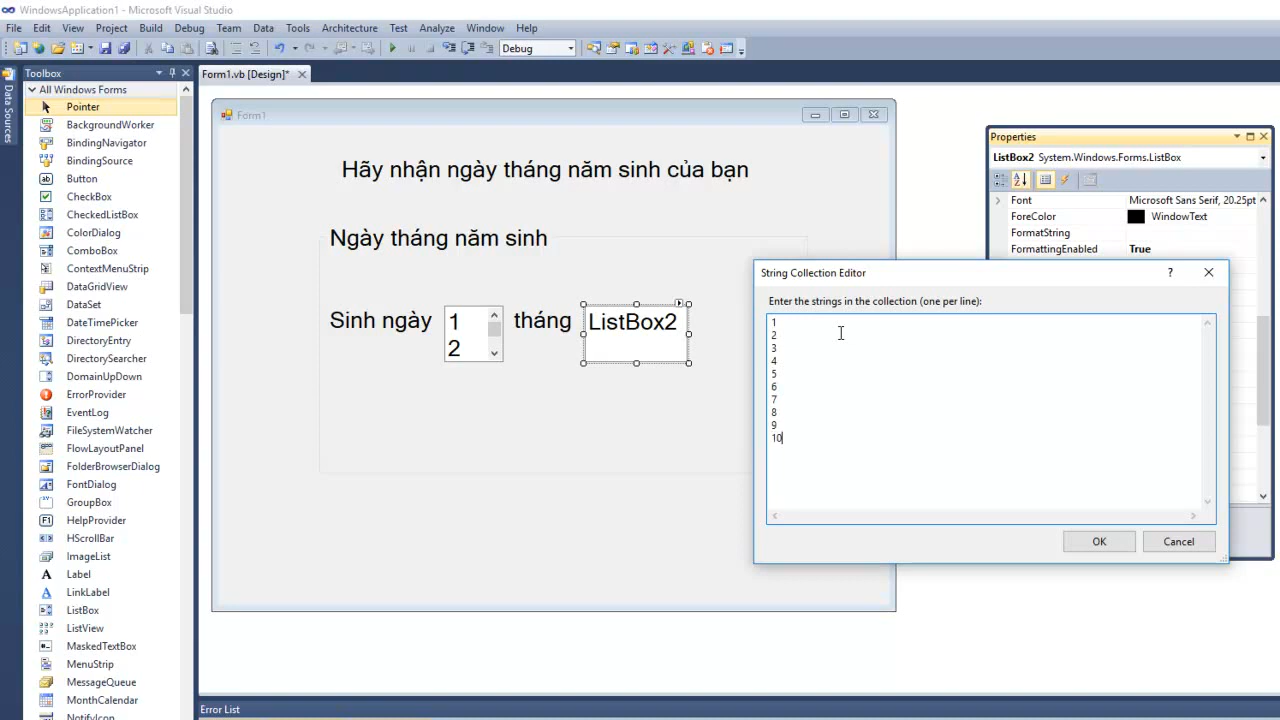 WindowsApplication1 - Microsoft Visual Studio
File Edit View Project Build Debug Team Data Tools Architecture Test Analyze Window Help
Debug
Data Sources
Toolbox
All Windows Forms
Pointer
BackgroundWorker
BindingNavigator
BindingSource
Button
CheckBox
CheckedListBox
ColorDialog
ComboBox
ContextMenuStrip
DataGridView
DataSet
DateTimePicker
DirectoryEntry
DirectorySearcher
DomainUpDown
ErrorProvider
EventLog
FileSystemWatcher
FlowLayoutPanel
FolderBrowserDialog
FontDialog
GroupBox
HelpProvider
HScrollBar
ImageList
Label
LinkLabel
ListBox
ListView
MaskedTextBox
MenuStrip
MessageQueue
MonthCalendar
NotifyIcon
Form1.vb [Design]*
Form1
Hãy nhận ngày tháng năm sinh của bạn
Ngày tháng năm sinh
Sinh ngày 1 tháng ListBox2
2
Properties
ListBox2 System.Windows.Forms.ListBox
Font Microsoft Sans Serif, 20.25pt
ForeColor WindowText
FormatString
FormattingEnabled True
String Collection Editor
Enter the strings in the collection (one per line):
1
2
3
4
5
6
7
8
9
10
OK Cancel
Error List